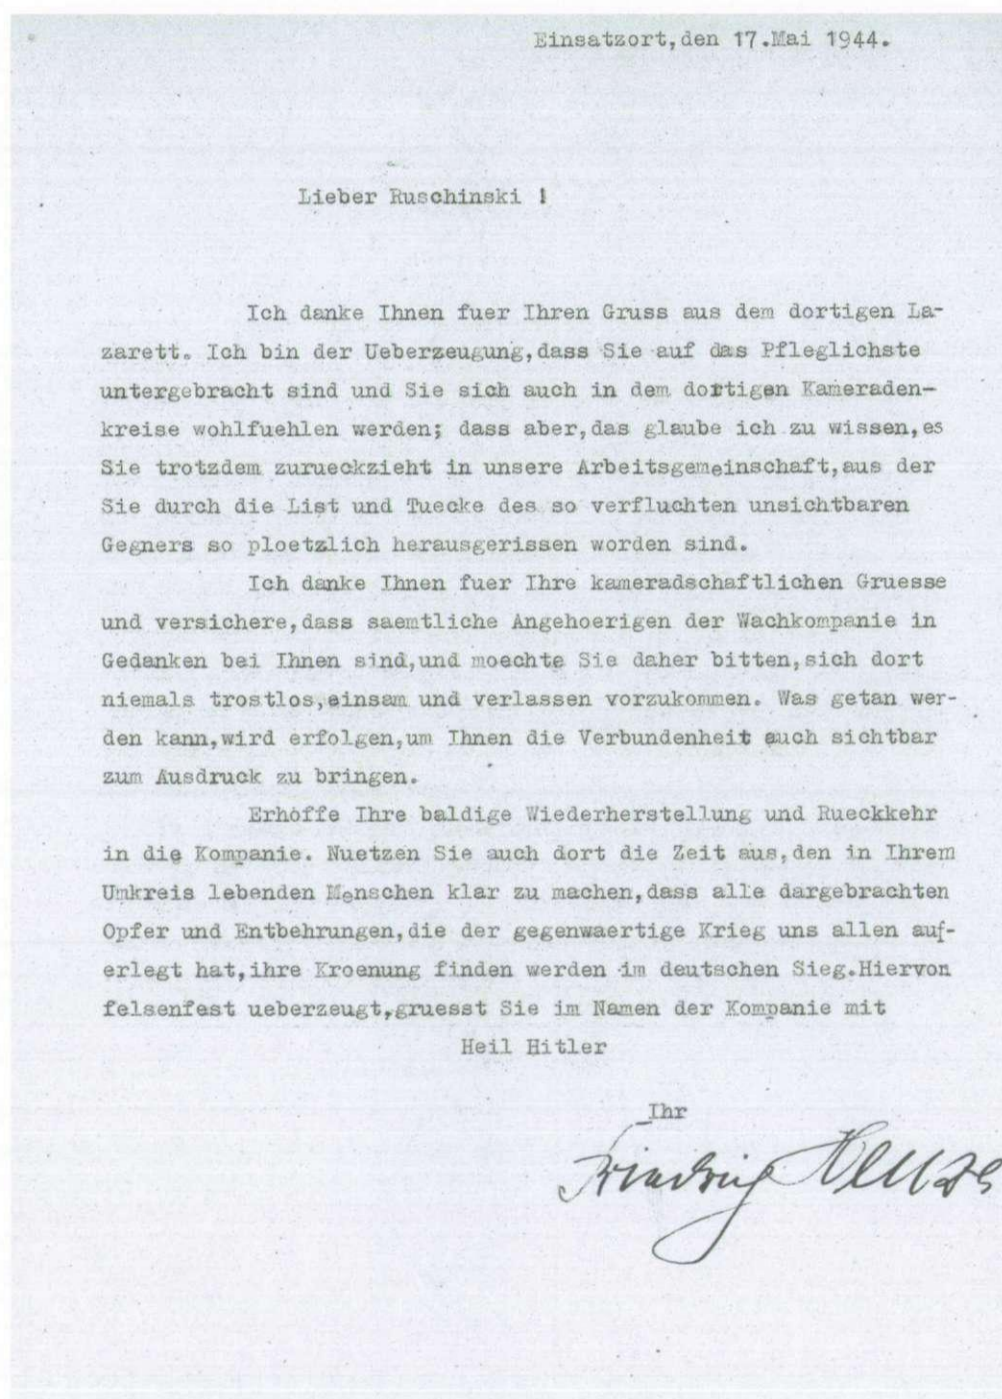 Einsatzort,den 17.Mai 1944.
Lieber Ruschinski !
Ich danke Ihnen fuer Ihren Gruss aus dem dortigen La-
zarett. Ich bin der Ueberzeugung,dass Sie auf das Pfleglichste
untergebracht sind und Sie sich auch in dem dortigen Kameraden-
kreise wohlfuehlen werden; dass aber,das glaube ich zu wissen,es
Sie trotzdem zurueckzieht in unsere Arbeitsgemeinschaft,aus der
Sie durch die List und Tuecke des so verfluchten unsichtbaren
Gegners so ploetzlich herausgerissen worden sind.
Ich danke Ihnen fuer Ihre kameradschaftlichen Gruesse
und versichere,dass saemtliche Angehoerigen der Wachkompanie in
Gedanken bei Ihnen sind,und moechte Sie daher bitten,sich dort
niemals trostlos,einsam und verlassen vorzukommen. Was getan wer-
den kann,wird erfolgen,um Ihnen die Verbundenheit auch sichtbar
zum Ausdruck zu bringen.
Erhoffe Ihre baldige Wiederherstellung und Rueckkehr
in die Kompanie. Nuetzen Sie auch dort die Zeit aus,den in Ihrem
Umkreis lebenden Menschen klar zu machen,dass alle dargebrachten
Opfer und Entbehrungen,die der gegenwaertige Krieg uns allen auf-
erlegt hat,ihre Kroenung finden werden im deutschen Sieg.Hiervon
felsenfest ueberzeugt,gruesst Sie im Namen der Kompanie mit
Heil Hitler
Ihr
Friedrich